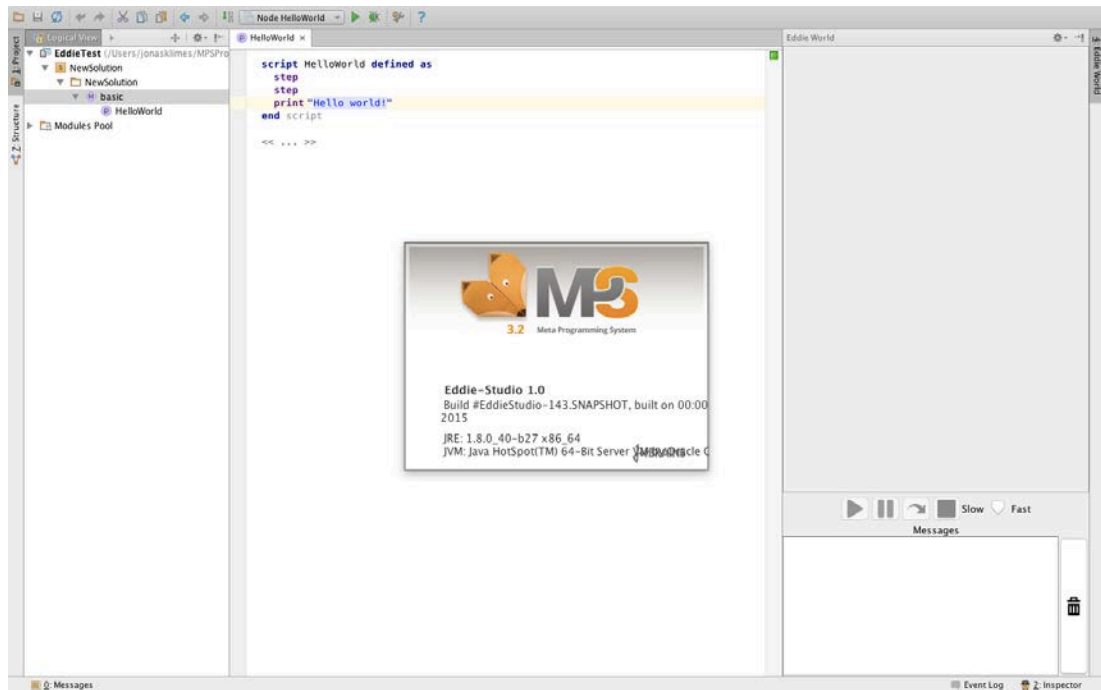 Node HelloWorld
1: Project
Logical View
HelloWorld
Eddie World
Eddie World
EddieTest (/Users/jonasklimes/MPSPro
NewSolution
NewSolution
basic
HelloWorld
Modules Pool
Z: Structure
script HelloWorld defined as
step
step
print "Hello world!"
end script
<< ... >>
MPS
3.2 Meta Programming System
Eddie-Studio 1.0
Build #EddieStudio-143.SNAPSHOT, built on 00:00
2015
JRE: 1.8.0_40-b27 x86_64
JVM: Java HotSpot(TM) 64-Bit Server
Slow Fast
Messages
0: Messages
Event Log
2: Inspector